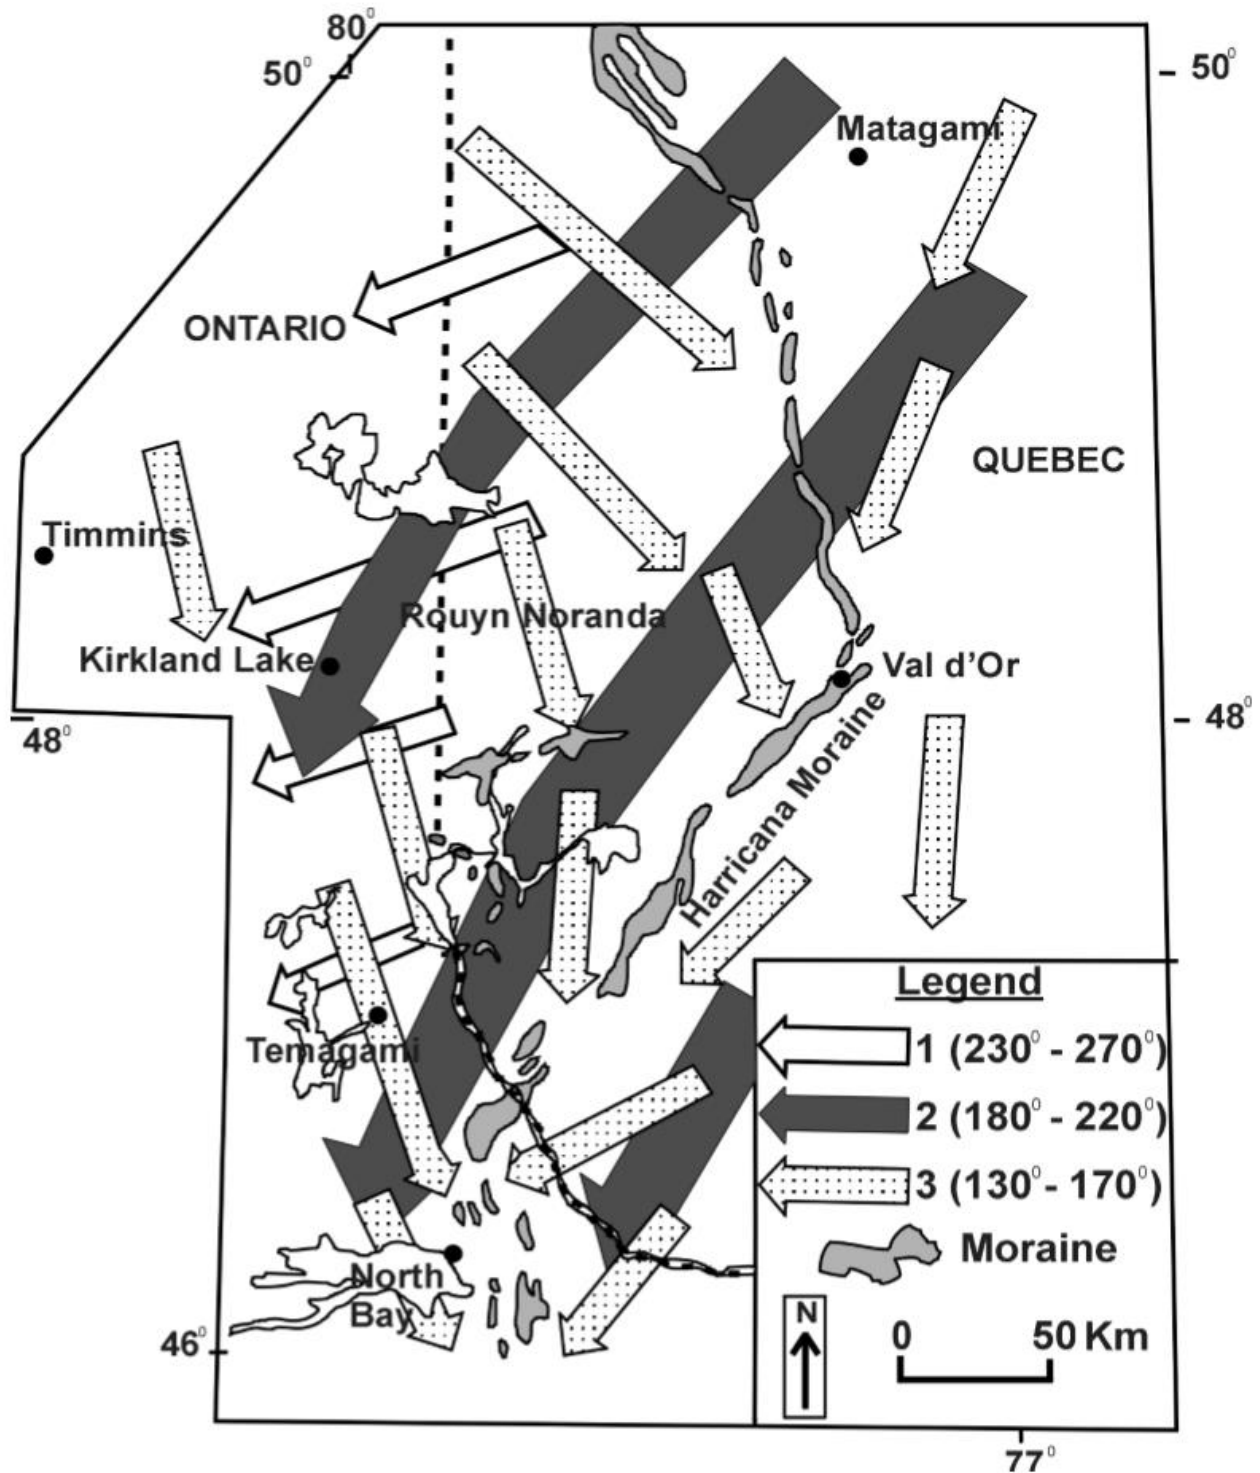 80°
50°
50°
Matagami
ONTARIO
QUEBEC
Timmins
Rouyn Noranda
Kirkland Lake
Val d’Or
48°
48°
Harricana Moraine
Temagami
Legend
1 (230° - 270°)
2 (180° - 220°)
3 (130° - 170°)
Moraine
North
Bay
N
0 50 Km
46°
77°